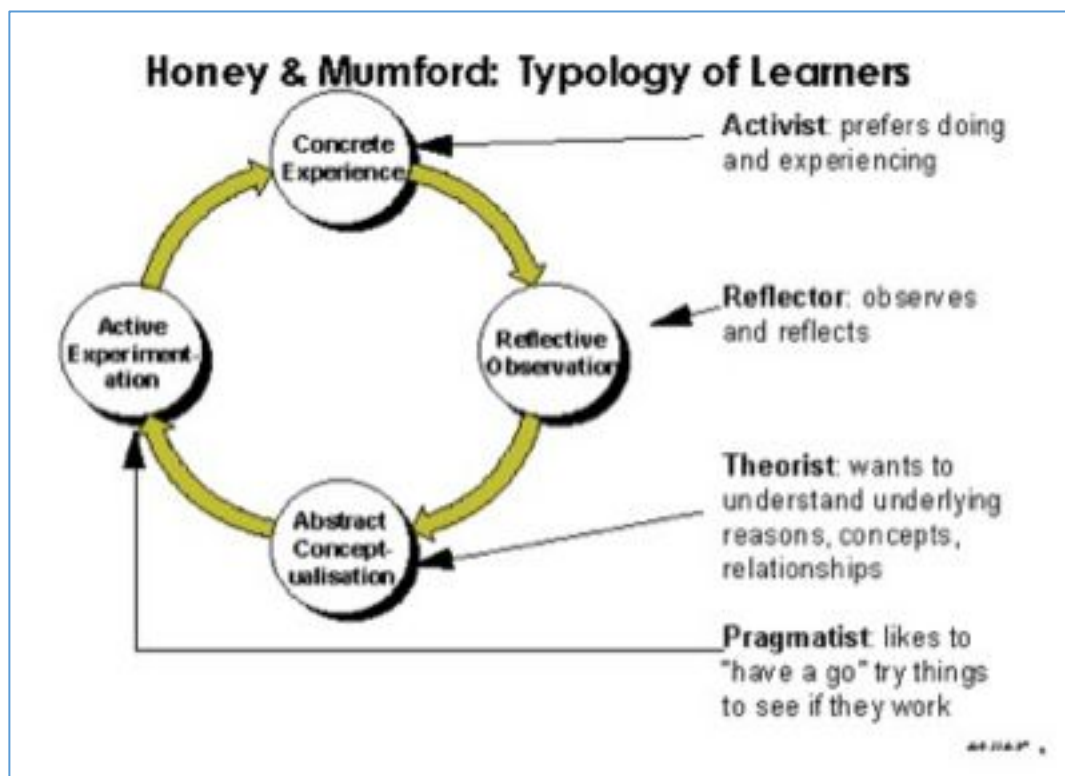 Honey & Mumford: Typology of Learners
Concrete
Experience
Activist: prefers doing
and experiencing
Reflector: observes
and reflects
Active
Experiment-
ation
Reflective
Observation
Theorist: wants to
understand underlying
reasons, concepts,
relationships
Abstract
Concept-
ualisation
Pragmatist: likes to
"have a go" try things
to see if they work